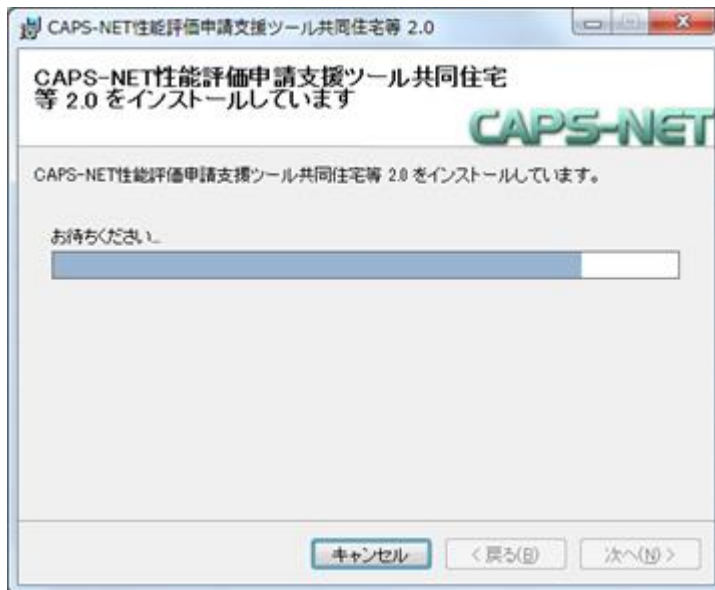 CAPS-NET性能評価申請支援ツール共同住宅等 2.0
CAPS-NET性能評価申請支援ツール共同住宅
等 2.0 をインストールしています
CAPS-NET
CAPS-NET性能評価申請支援ツール共同住宅等 2.0 をインストールしています。
お待ちください...
キャンセル
< 戻る(B)
次へ(N) >